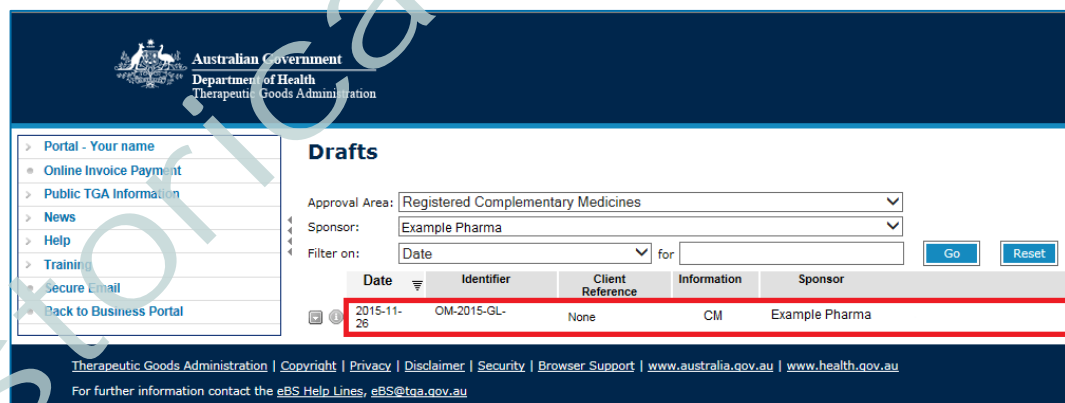 Australian Government
Department of Health
Therapeutic Goods Administration
Portal - Your name
Online Invoice Payment
Public TGA Information
News
Help
Training
Secure Email
Back to Business Portal
Drafts
Approval Area: Registered Complementary Medicines
Sponsor: Example Pharma
Filter on: Date for Go Reset
Date Identifier Client Reference Information Sponsor
2015-11-26 OM-2015-GL- None CM Example Pharma
Therapeutic Goods Administration | Copyright | Privacy | Disclaimer | Security | Browser Support | www.australia.gov.au | www.health.gov.au
For further information contact the eBS Help Lines, eBS@tga.gov.au